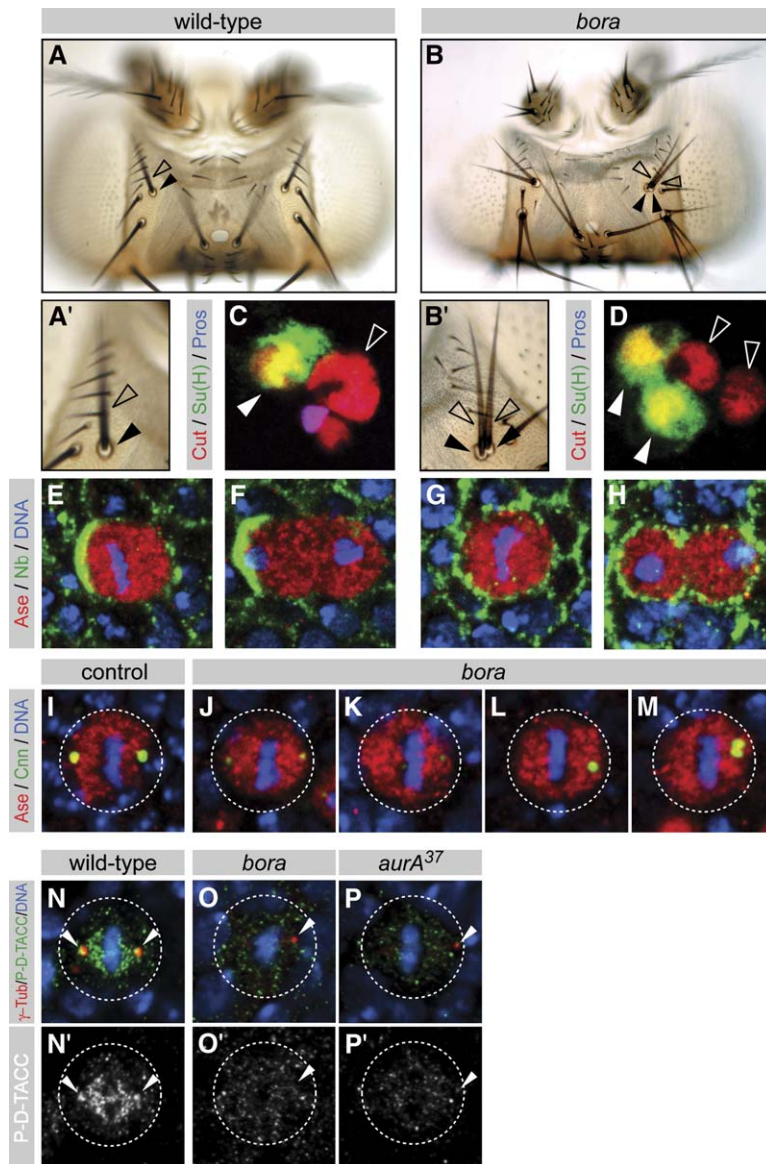 wild-type
bora
A
B
A'
Cut / Su(H) / Pros
C
B'
Cut / Su(H) / Pros
D
Ase / Nb / DNA
E
F
G
H
control
bora
Ase / Cnn / DNA
I
J
K
L
M
wild-type
bora
aurA³⁷
γ-Tub/P-D-TACC/DNA
N
O
P
P-D-TACC
N'
O'
P'